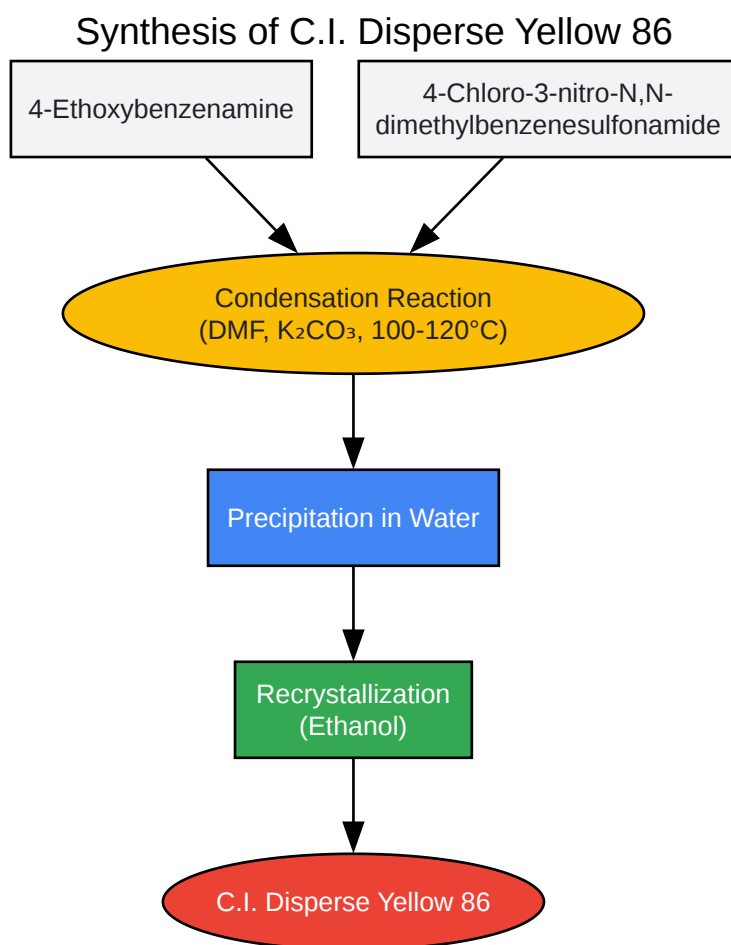 Synthesis of C.I. Disperse Yellow 86
4-Ethoxybenzenamine
4-Chloro-3-nitro-N,N-
dimethylbenzenesulfonamide
Condensation Reaction
(DMF, K₂CO₃, 100-120°C)
Precipitation in Water
Recrystallization
(Ethanol)
C.I. Disperse Yellow 86